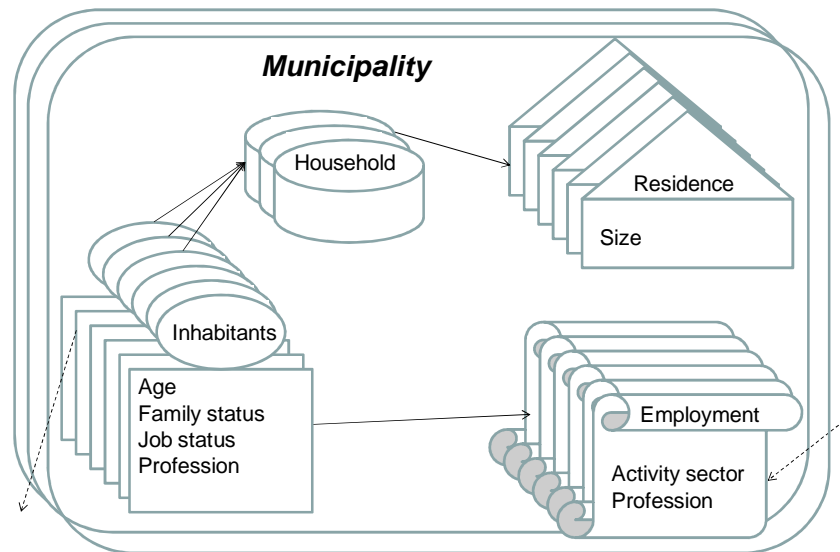 Municipality
Household
Residence
Size
Inhabitants
Age
Family status
Job status
Profession
Employment
Activity sector
Profession